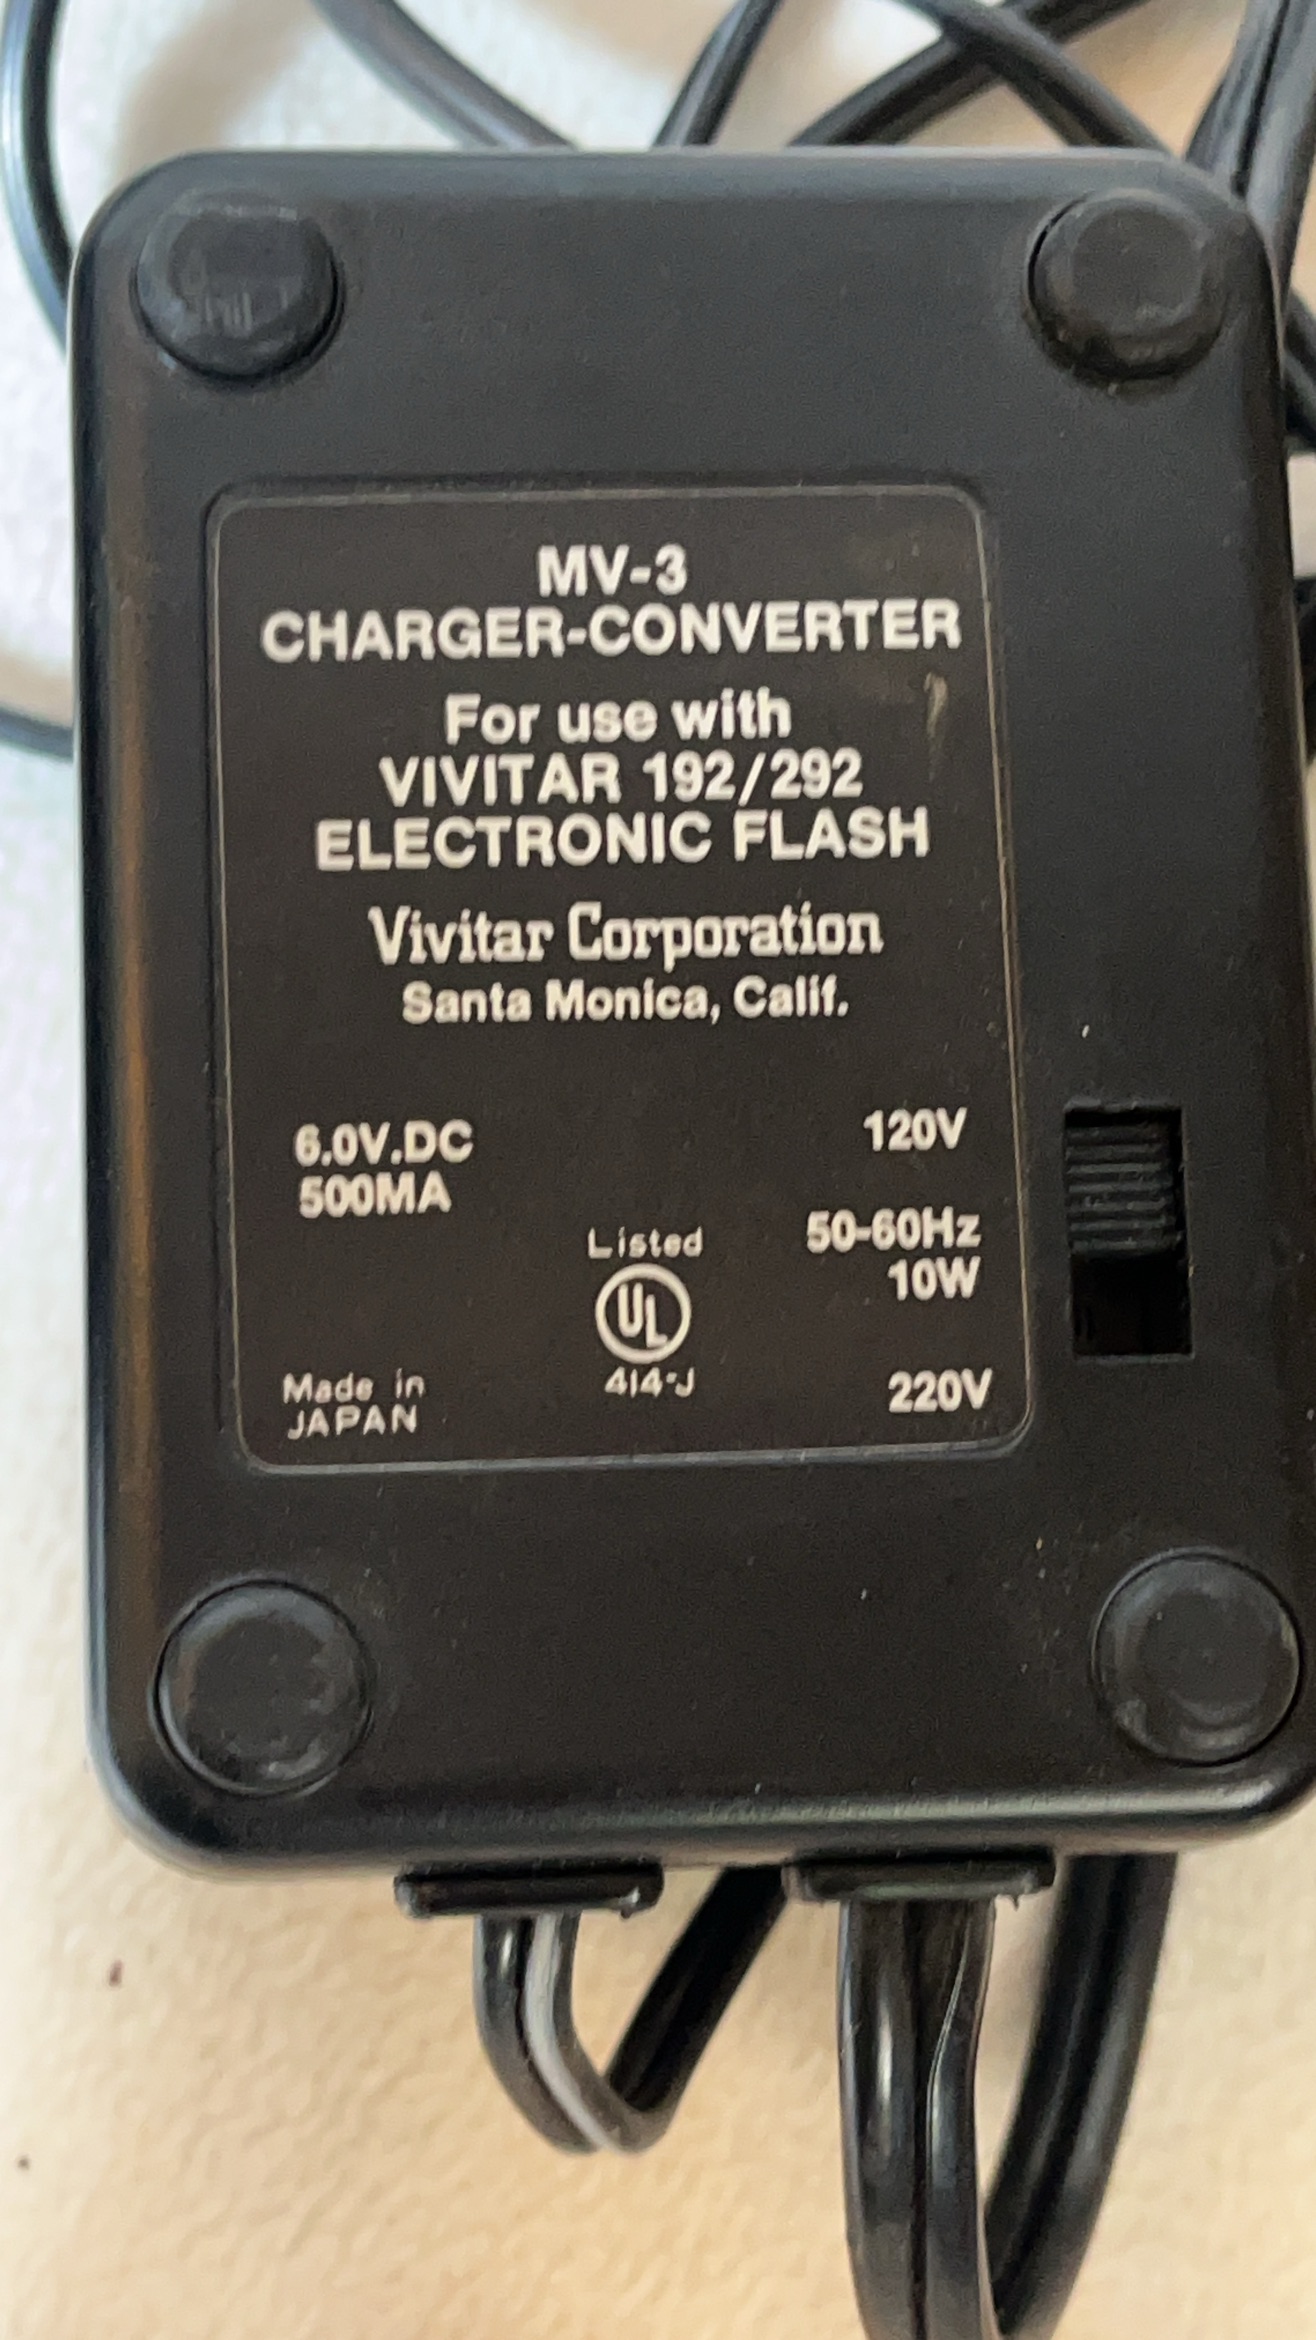 MV-3
CHARGER-CONVERTER
For use with
VIVITAR 192/292
ELECTRONIC FLASH
Vivitar Corporation
Santa Monica, Calif.
6.0V.DC
500MA
120V
50-60Hz
10W
220V
Listed
UL
414-J
Made in
JAPAN